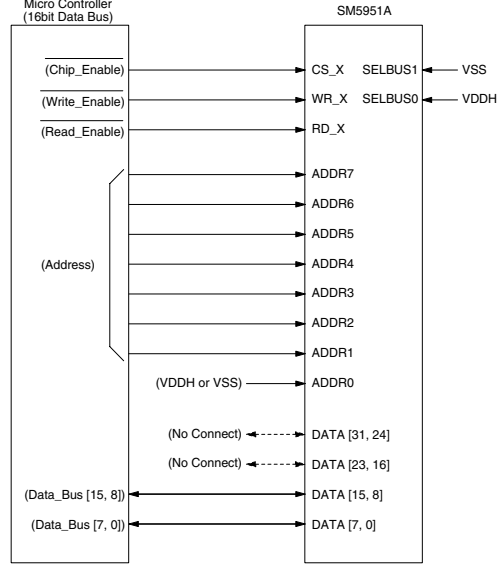 Micro Controller
(16bit Data Bus)
SM5951A
(Chip_Enable) CS_X SELBUS1 VSS
(Write_Enable) WR_X SELBUS0 VDDH
(Read_Enable) RD_X
ADDR7
ADDR6
ADDR5
(Address) ADDR4
ADDR3
ADDR2
ADDR1
(VDDH or VSS) ADDR0
(No Connect) DATA [31, 24]
(No Connect) DATA [23, 16]
(Data_Bus [15, 8]) DATA [15, 8]
(Data_Bus [7, 0]) DATA [7, 0]